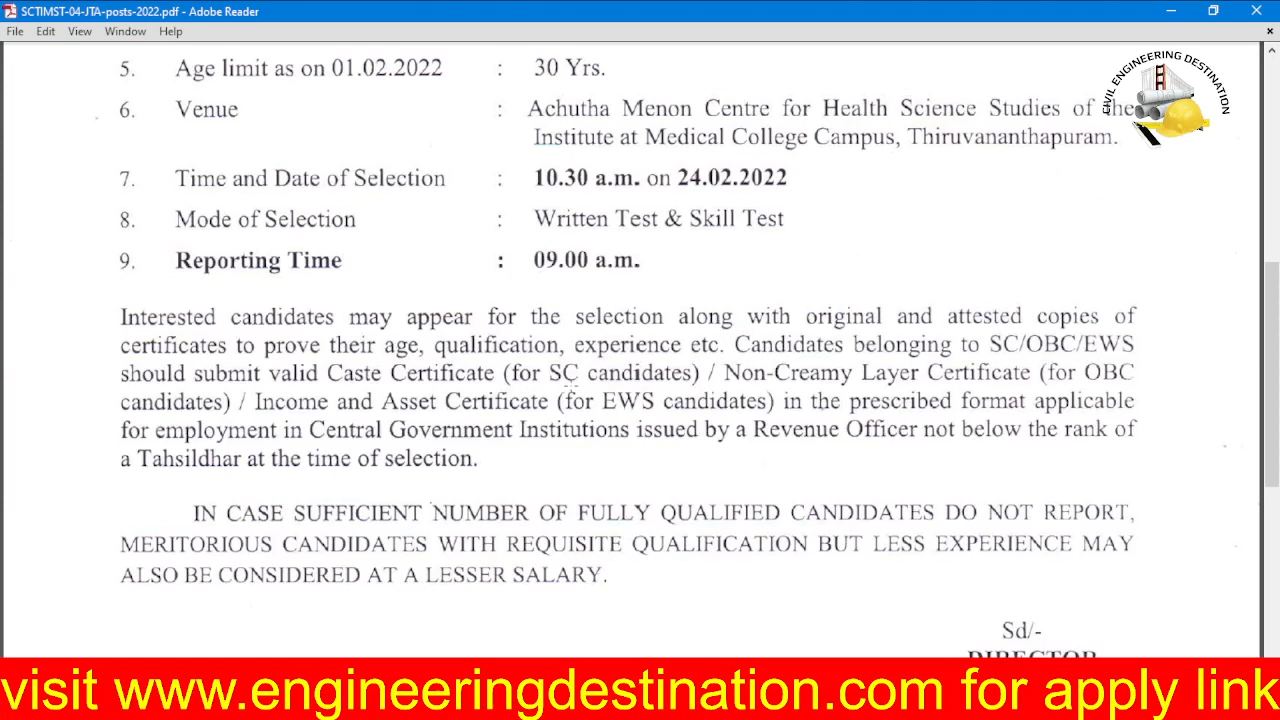 SCTIMST-04-JTA-posts-2022.pdf - Adobe Reader
File Edit View Window Help
5. Age limit as on 01.02.2022 : 30 Yrs.
CIVIL ENGINEERING DESTINATION
6. Venue : Achutha Menon Centre for Health Science Studies of the
Institute at Medical College Campus, Thiruvananthapuram.
7. Time and Date of Selection : 10.30 a.m. on 24.02.2022
8. Mode of Selection : Written Test & Skill Test
9. Reporting Time : 09.00 a.m.
Interested candidates may appear for the selection along with original and attested copies of
certificates to prove their age, qualification, experience etc. Candidates belonging to SC/OBC/EWS
should submit valid Caste Certificate (for SC candidates) / Non-Creamy Layer Certificate (for OBC
candidates) / Income and Asset Certificate (for EWS candidates) in the prescribed format applicable
for employment in Central Government Institutions issued by a Revenue Officer not below the rank of
a Tahsildhar at the time of selection.
IN CASE SUFFICIENT NUMBER OF FULLY QUALIFIED CANDIDATES DO NOT REPORT,
MERITORIOUS CANDIDATES WITH REQUISITE QUALIFICATION BUT LESS EXPERIENCE MAY
ALSO BE CONSIDERED AT A LESSER SALARY.
Sd/-
DIRECTOR
visit www.engineeringdestination.com for apply link